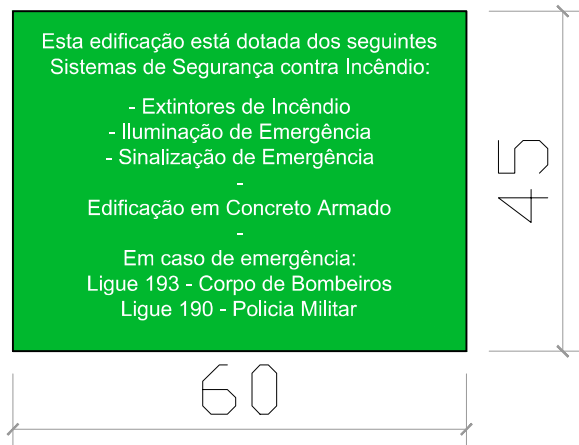 Esta edificação está dotada dos seguintes
Sistemas de Segurança contra Incêndio:
- Extintores de Incêndio
- Iluminação de Emergência
- Sinalização de Emergência
-
Edificação em Concreto Armado
-
Em caso de emergência:
Ligue 193 - Corpo de Bombeiros
Ligue 190 - Policia Militar
45
60